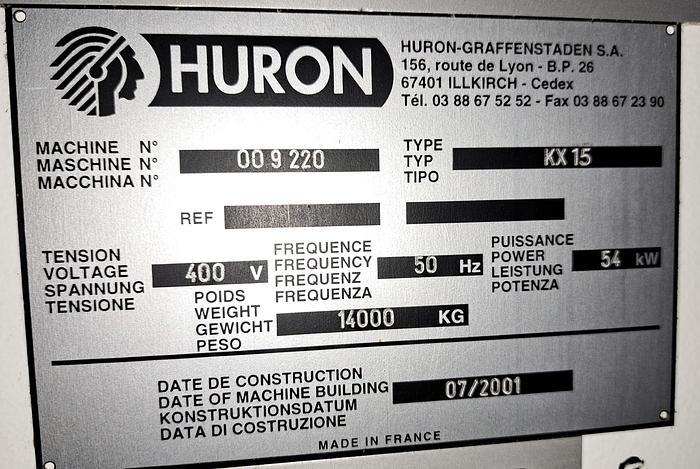 HURON
HURON-GRAFFENSTADEN S.A.
156, route de Lyon - B.P. 26
67401 ILLKIRCH - Cedex
Tél. 03 88 67 52 52 - Fax 03 88 67 23 90
MACHINE N°
MASCHINE N°
MACCHINA N°
00 9 220
TYPE
TYP
TIPO
KX 15
REF
TENSION
VOLTAGE
SPANNUNG
TENSIONE
400 V
FREQUENCE
FREQUENCY
FREQUENZ
FREQUENZA
50 Hz
PUISSANCE
POWER
LEISTUNG
POTENZA
54 kW
POIDS
WEIGHT
GEWICHT
PESO
14000 KG
DATE DE CONSTRUCTION
DATE OF MACHINE BUILDING
KONSTRUKTIONSDATUM
DATA DI COSTRUZIONE
07/2001
MADE IN FRANCE